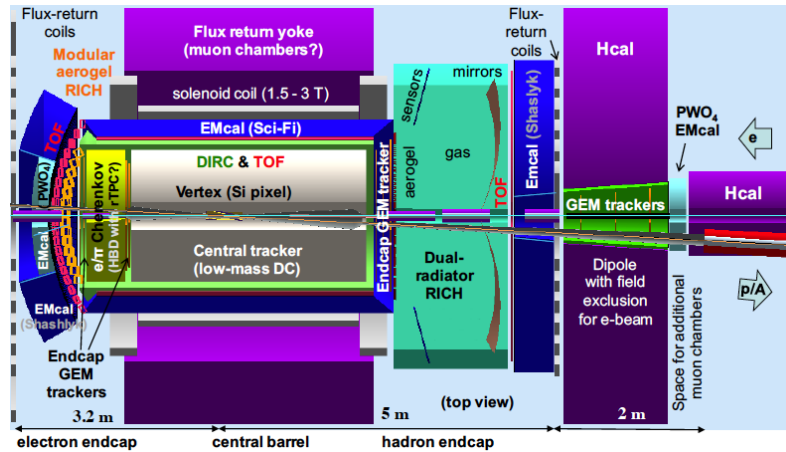 Flux-return
coils
Modular
aerogel
RICH
TOF
(PWO₄)
EMcal
EMcal
(Shashlyk)
Endcap
GEM
trackers
e/π Cherenkov
(HBD with rTPC?)
Flux return yoke
(muon chambers?)
solenoid coil (1.5 - 3 T)
EMcal (Sci-Fi)
DIRC & TOF
Vertex (Si pixel)
Central tracker
(low-mass DC)
Endcap GEM tracker
sensors
mirrors
aerogel
gas
TOF
Dual-
radiator
RICH
Emcal (Shaslyk)
Flux-
return
coils
Hcal
PWO₄
EMcal
e
GEM trackers
Hcal
Dipole
with field
exclusion
for e-beam
p/A
Space for additional
muon chambers
(top view)
3.2 m
5 m
2 m
electron endcap
central barrel
hadron endcap